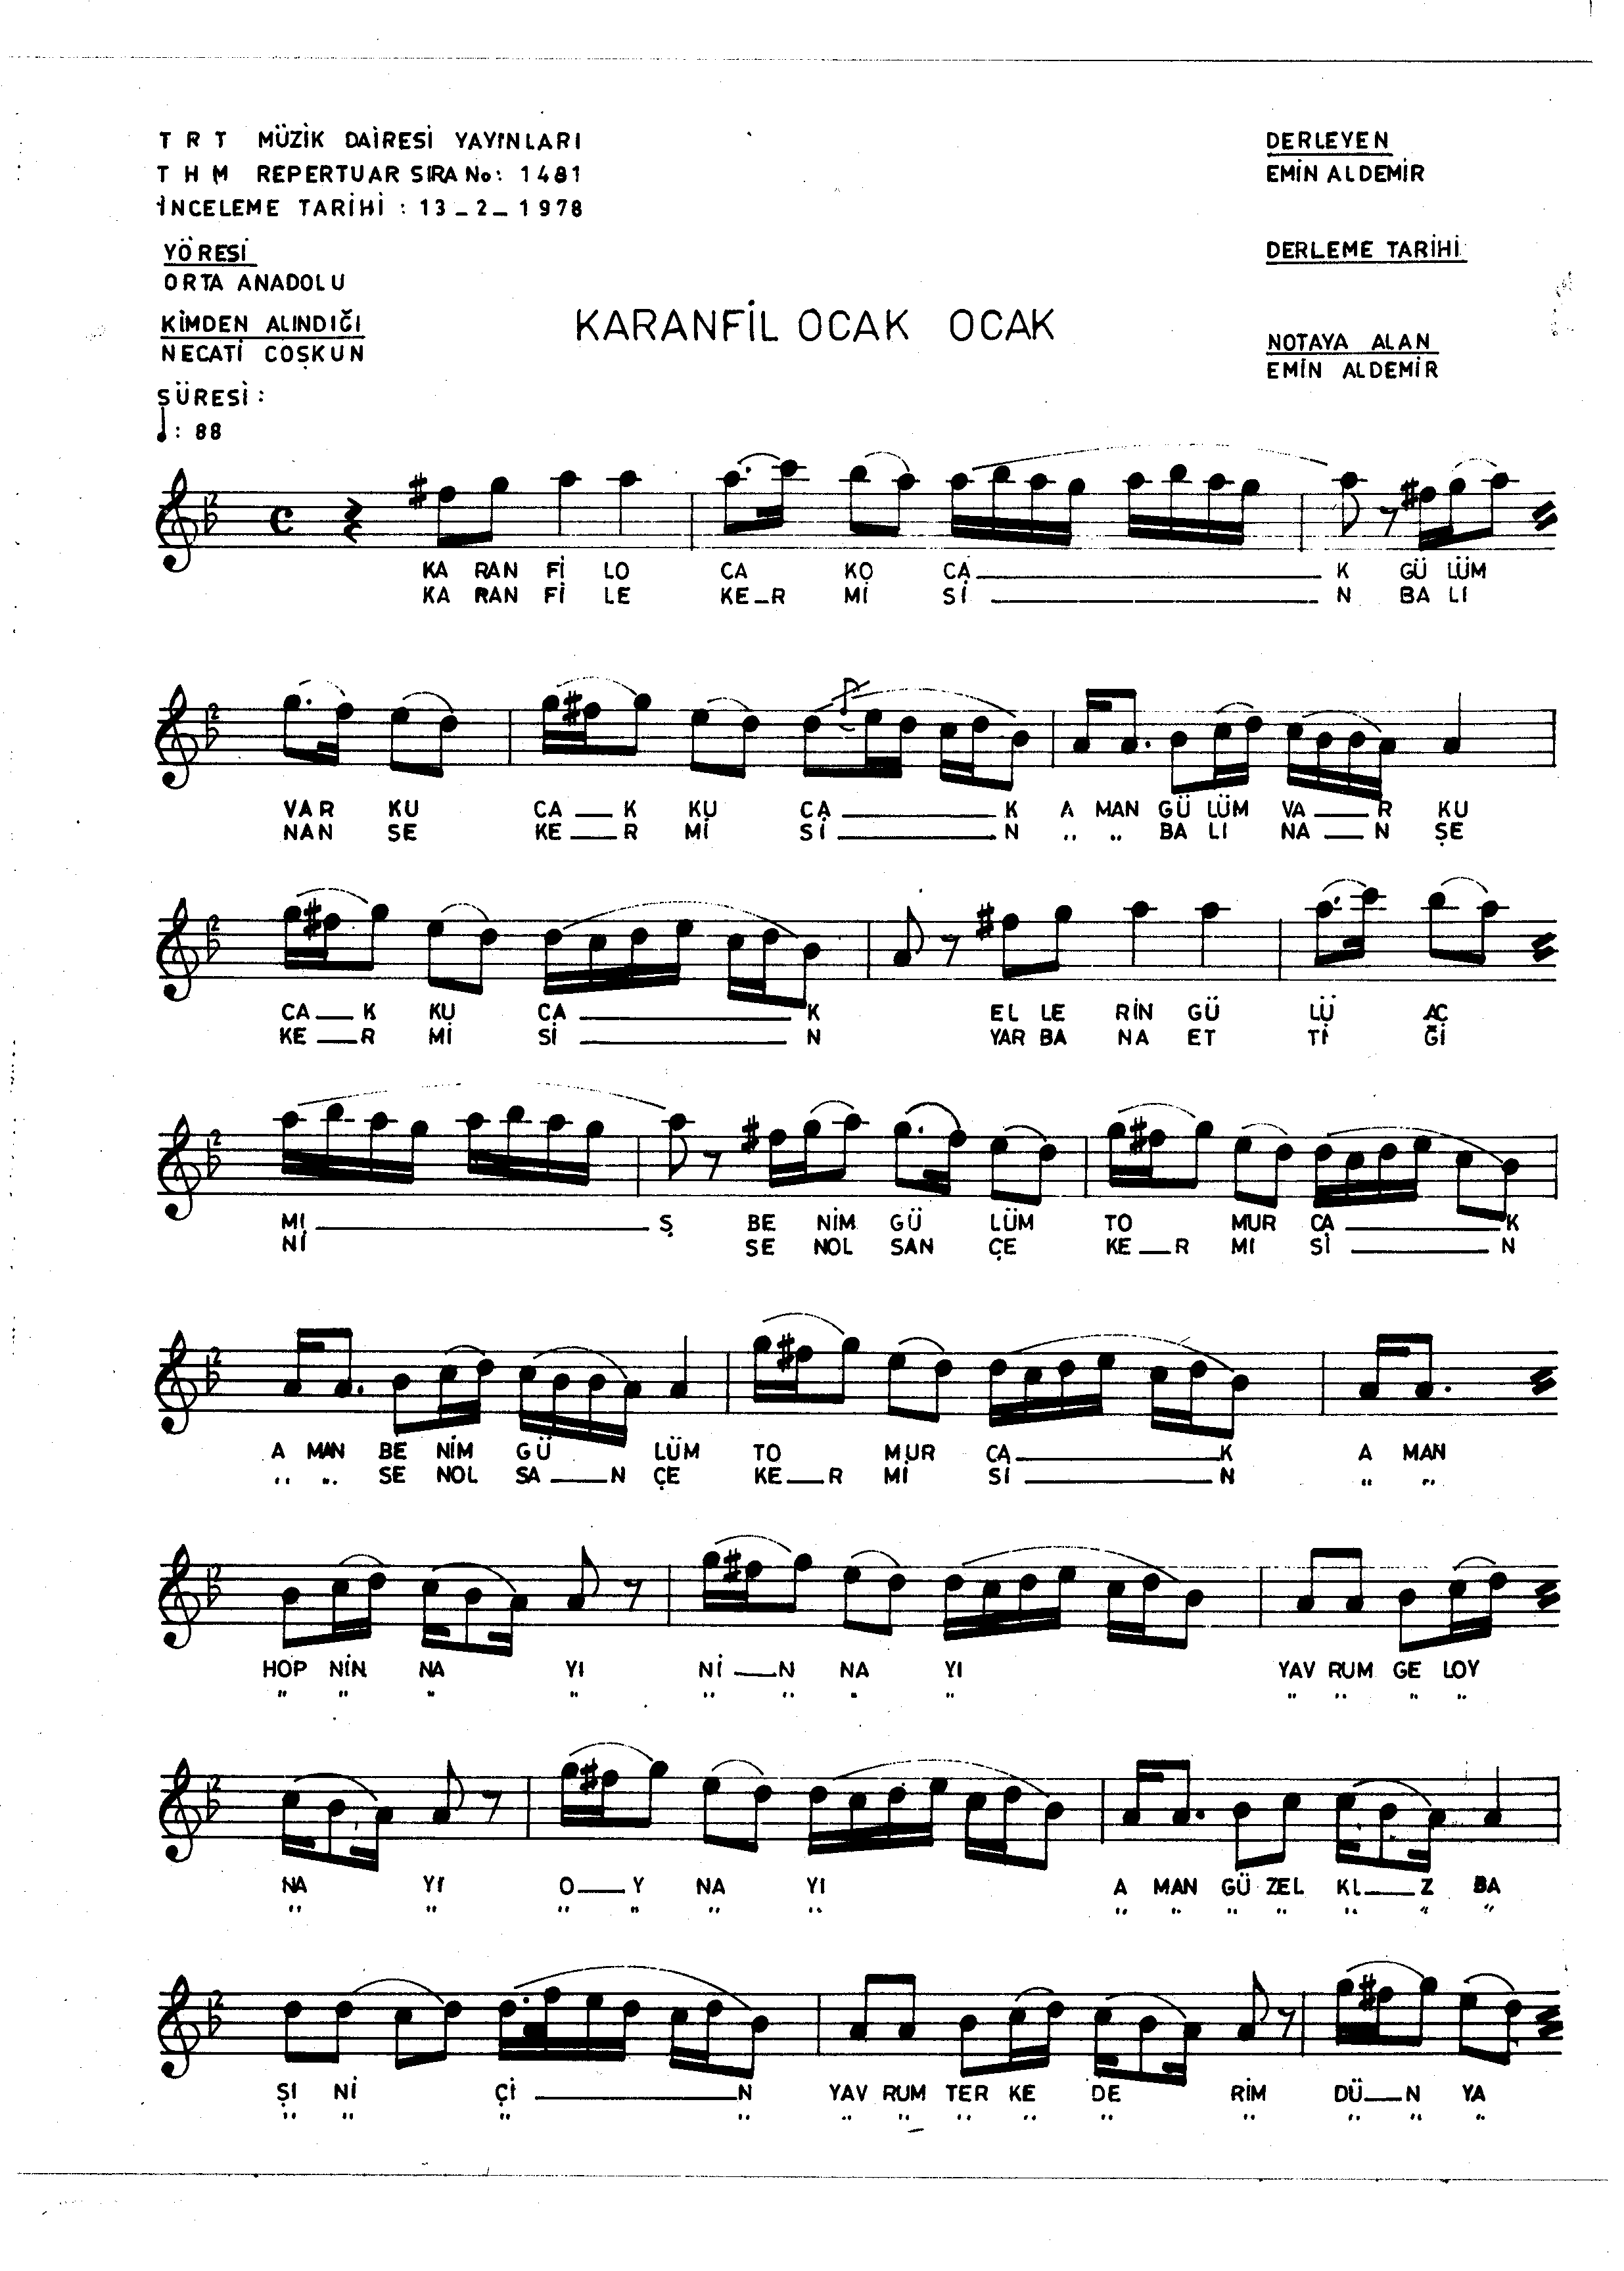 T R T MÜZİK DAİRESİ YAYINLARI
T H M REPERTUAR SIRA No: 1481
İNCELEME TARİHİ : 13_2_1978
DERLEYEN
EMİN ALDEMİR
YÖRESİ
ORTA ANADOLU
DERLEME TARİHİ
KİMDEN ALINDIĞI
NECATİ COŞKUN
KARANFİL OCAK OCAK
NOTAYA ALAN
EMİN ALDEMİR
SÜRESİ :
: 88
KA RAN Fİ LO CA KO CA K GÜ LÜM
KA RAN Fİ LE KE_R Mİ Sİ N BA LI
VAR KU CA K KU CA K A MAN GÜ LÜM VA R KU
NAN ŞE KE R Mİ Sİ N " " BA LI NA N ŞE
CA K KU CA K EL LE RİN GÜ LÜ AÇ
KE R Mİ Sİ N YAR BA NA ET Tİ Ğİ
MI Ş BE NİM GÜ LÜM TO MUR CA K
Nİ SE NOL SAN ÇE KE R MI Sİ N
A MAN BE NİM GÜ LÜM TO MUR CA K A MAN
" " SE NOL SA N ÇE KE R Mİ Sİ N " "
HOP NİN NA YI Nİ N NA YI YAV RUM GE LOY
" " " " " " " " " " " "
NA YI O Y NA YI A MAN GÜ ZEL KI Z BA
" " " " " " " " " " " " "
ŞI Nİ Çİ N YAV RUM TER KE DE RİM DÜ N YA
" " " " " " " " " " " " "